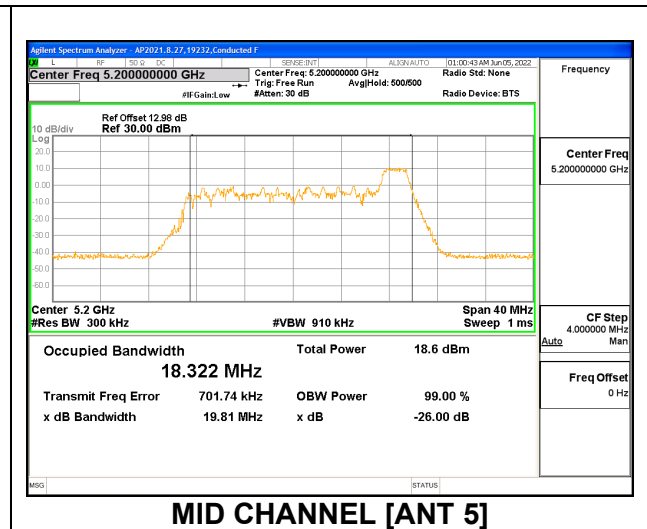 Agilent Spectrum Analyzer - AP2021.8.27,19232,Conducted F
L RF 50 Ω DC SENSE:INT ALIGN AUTO 01:00:43 AM Jun 05, 2022
Center Freq 5.200000000 GHz Center Freq: 5.200000000 GHz Radio Std: None Frequency
Trig: Free Run Avg|Hold: 500/500
#IFGain:Low #Atten: 30 dB Radio Device: BTS
Ref Offset 12.98 dB
10 dB/div Ref 30.00 dBm
Log
20.0
10.0
0.00
-10.0
-20.0
-30.0
-40.0
-50.0
-60.0
Center Freq
5.200000000 GHz
Center 5.2 GHz Span 40 MHz
#Res BW 300 kHz #VBW 910 kHz Sweep 1 ms
CF Step
4.000000 MHz
Auto Man
Occupied Bandwidth Total Power 18.6 dBm
18.322 MHz
Freq Offset
0 Hz
Transmit Freq Error 701.74 kHz OBW Power 99.00 %
x dB Bandwidth 19.81 MHz x dB -26.00 dB
MSG STATUS
MID CHANNEL [ANT 5]